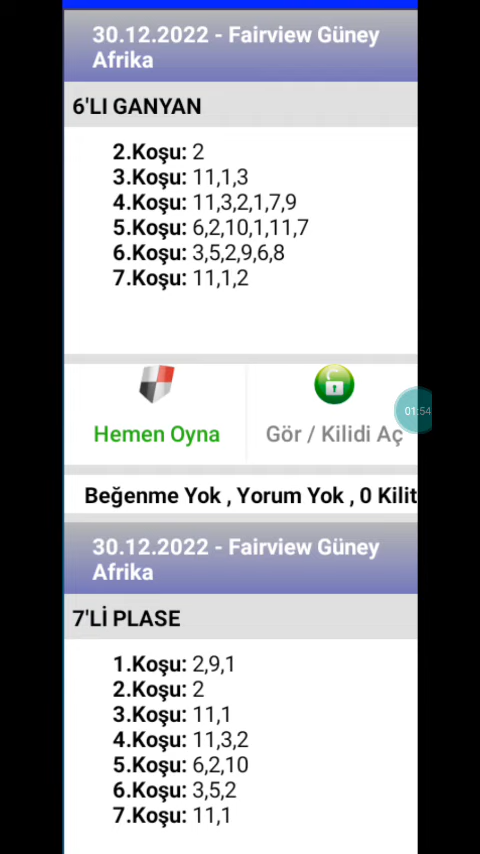 30.12.2022 - Fairview Güney
Afrika
6'LI GANYAN
2.Koşu: 2
3.Koşu: 11,1,3
4.Koşu: 11,3,2,1,7,9
5.Koşu: 6,2,10,1,11,7
6.Koşu: 3,5,2,9,6,8
7.Koşu: 11,1,2
01:54
Hemen Oyna
Gör / Kilidi Aç
Beğenme Yok , Yorum Yok , 0 Kilit
30.12.2022 - Fairview Güney
Afrika
7'Lİ PLASE
1.Koşu: 2,9,1
2.Koşu: 2
3.Koşu: 11,1
4.Koşu: 11,3,2
5.Koşu: 6,2,10
6.Koşu: 3,5,2
7.Koşu: 11,1